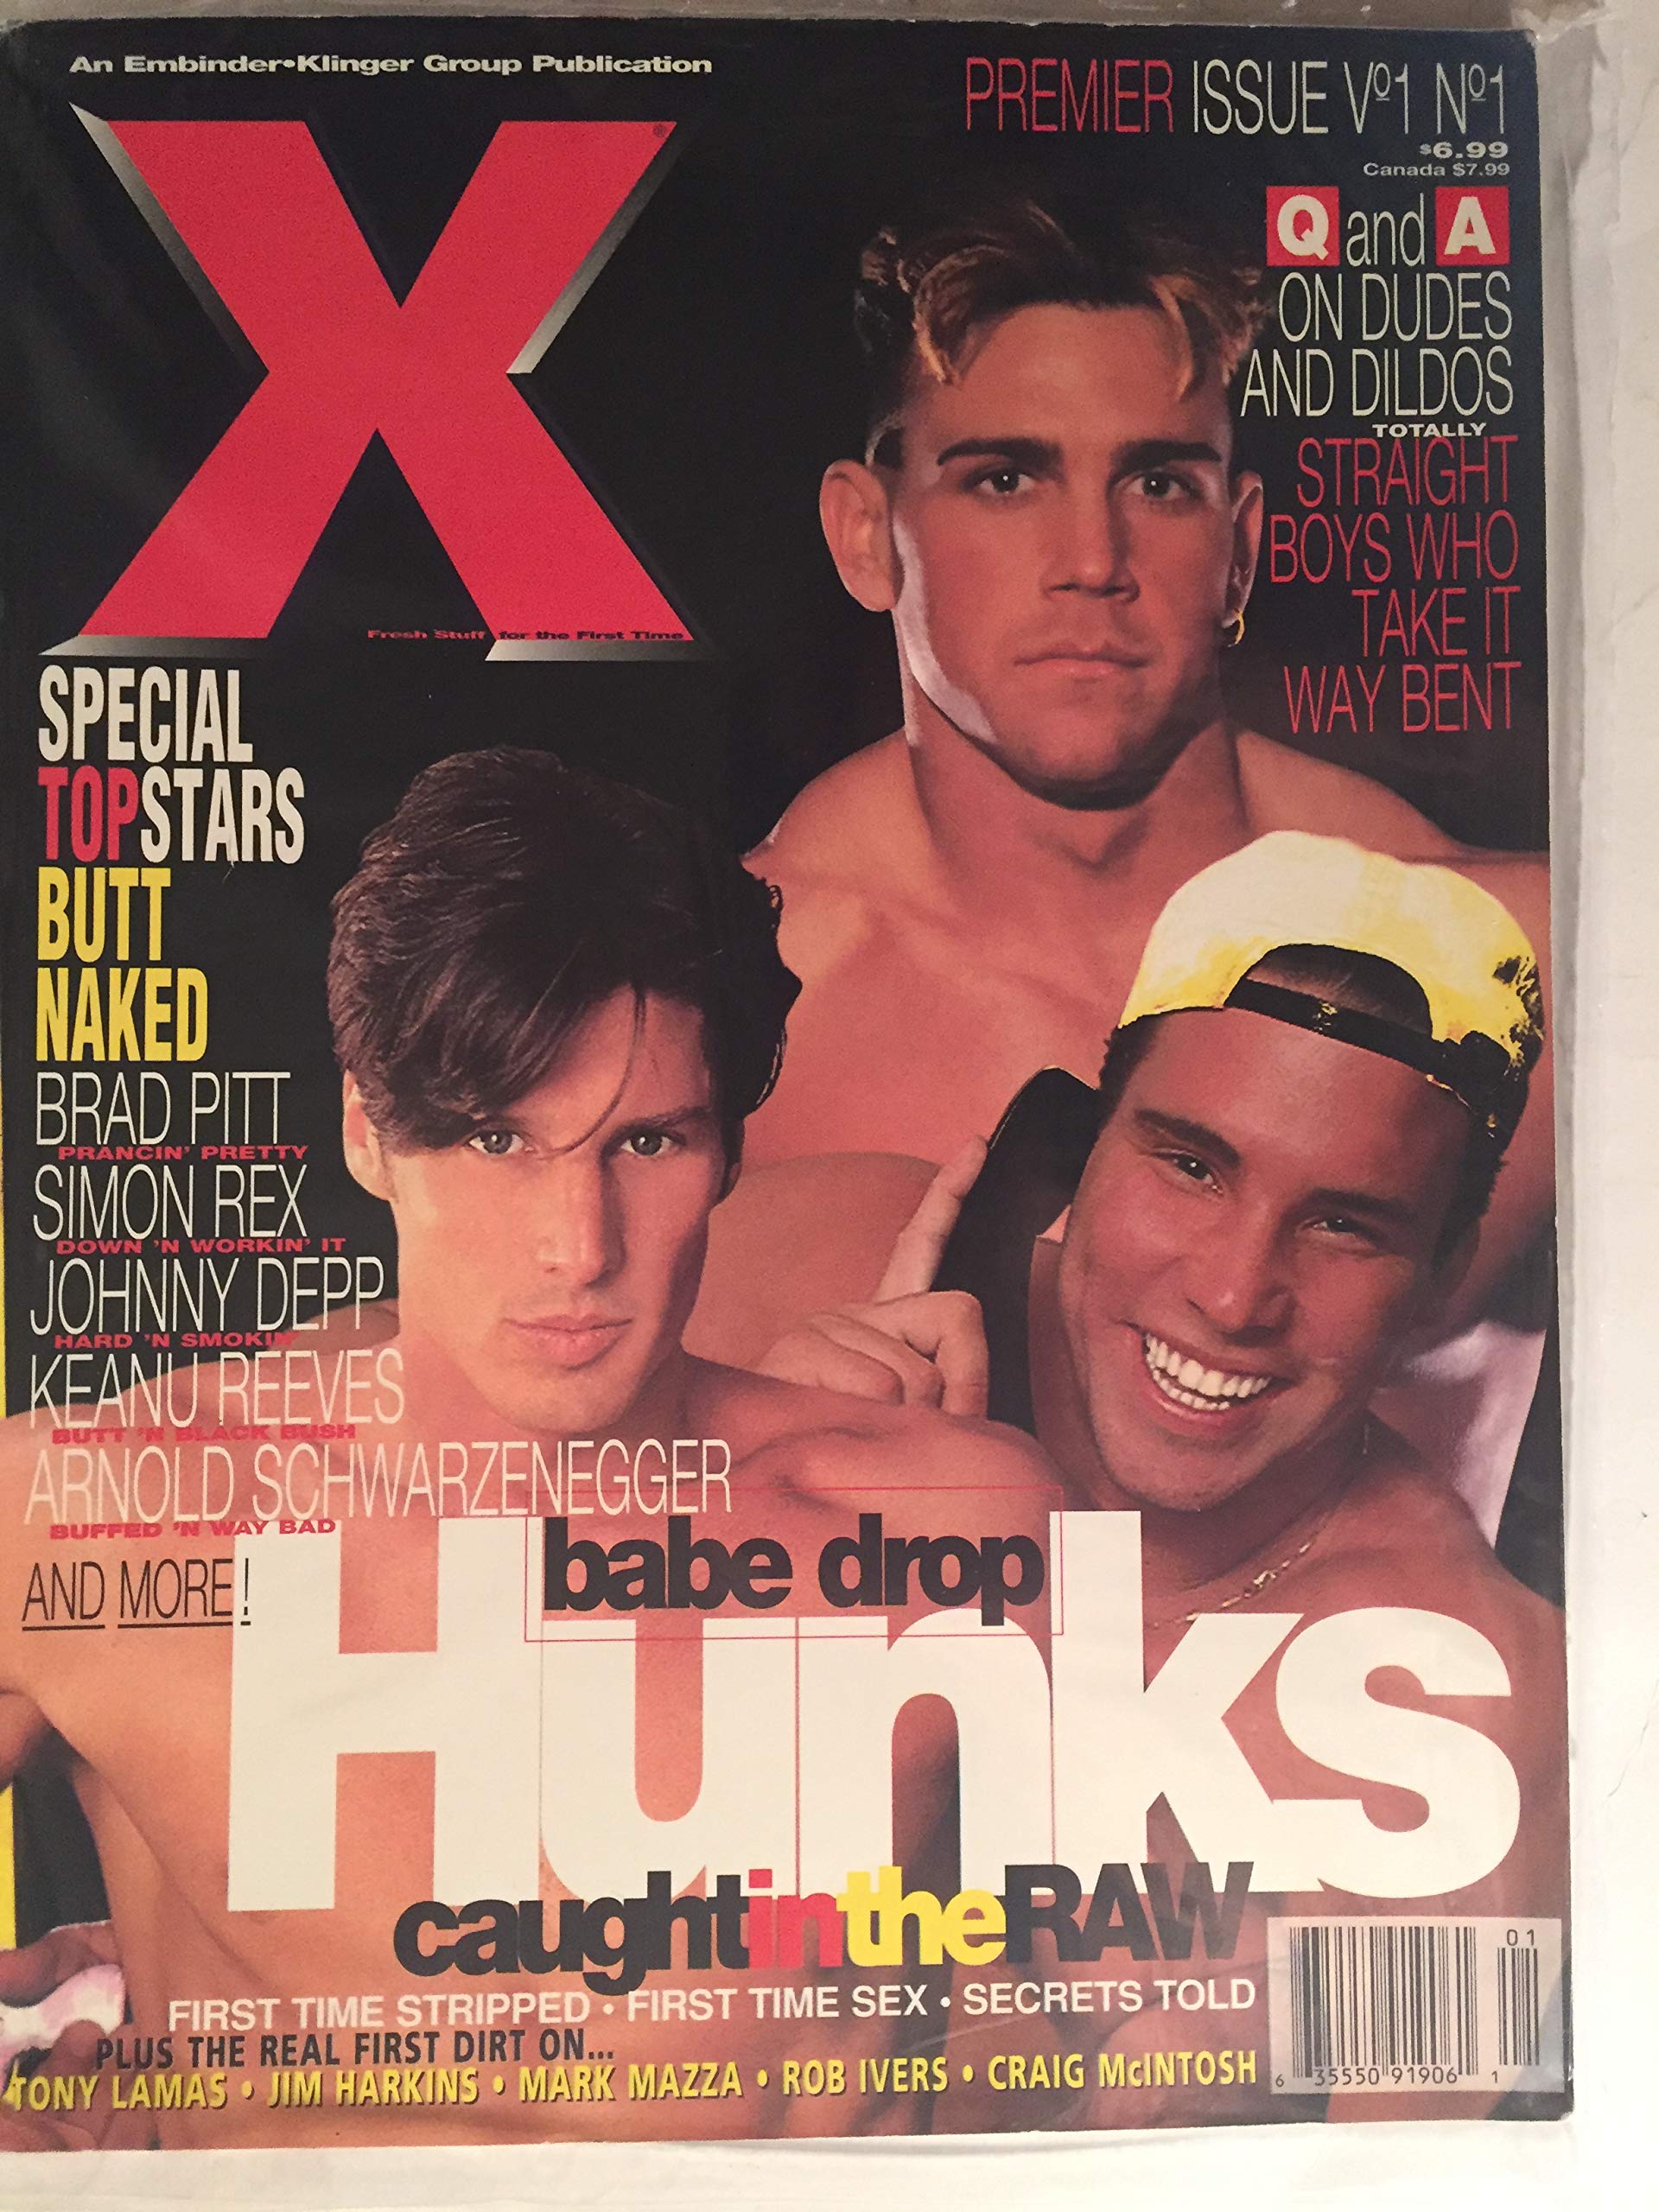 An Embinder•Klinger Group Publication
PREMIER ISSUE Vº1 Nº1
$6.99
Canada $7.99
X®
Fresh Stuff for the First Time
Q and A
ON DUDES
AND DILDOS
TOTALLY
STRAIGHT
BOYS WHO
TAKE IT
WAY BENT
SPECIAL
TOPSTARS
BUTT
NAKED
BRAD PITT
PRANCIN' PRETTY
SIMON REX
DOWN 'N WORKIN' IT
JOHNNY DEPP
HARD 'N SMOKIN'
KEANU REEVES
BUTT 'N BLACK BUSH
ARNOLD SCHWARZENEGGER
BUFFED 'N WAY BAD
AND MORE!
babe drop
Hunks
caughtintheRAW
FIRST TIME STRIPPED • FIRST TIME SEX • SECRETS TOLD
PLUS THE REAL FIRST DIRT ON...
TONY LAMAS • JIM HARKINS • MARK MAZZA • ROB IVERS • CRAIG McINTOSH
01
6 35550 91906 1